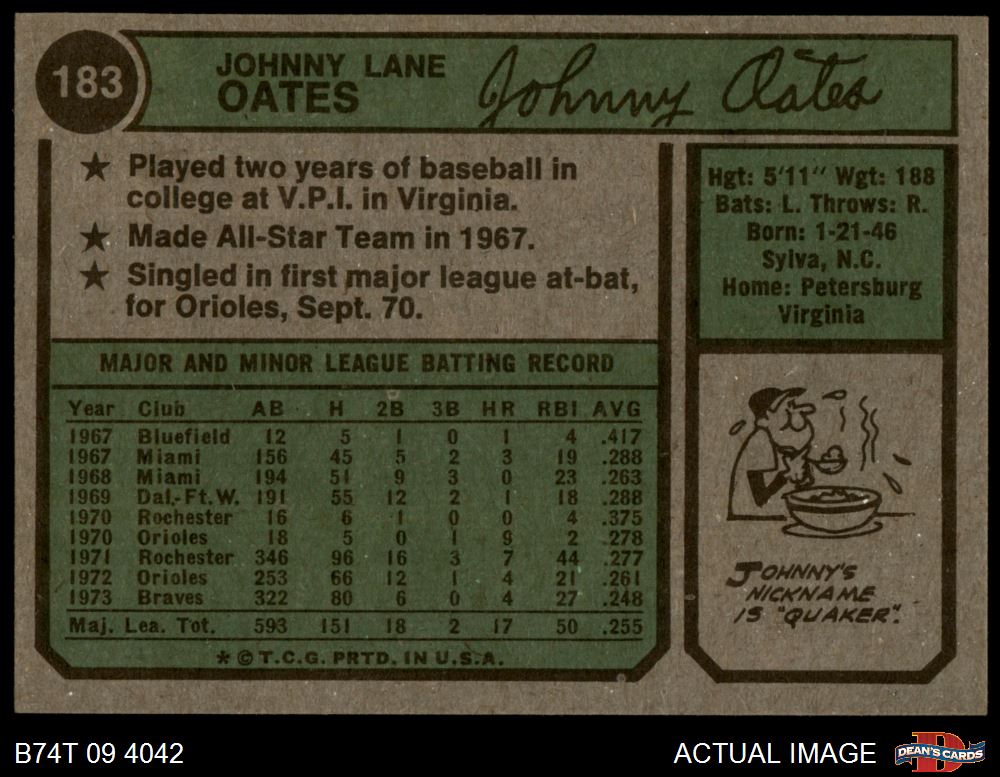 183
JOHNNY LANE
OATES
Johnny Oates
★ Played two years of baseball in
college at V.P.I. in Virginia.
★ Made All-Star Team in 1967.
★ Singled in first major league at-bat,
for Orioles, Sept. 70.
Hgt: 5'11" Wgt: 188
Bats: L. Throws: R.
Born: 1-21-46
Sylva, N.C.
Home: Petersburg
Virginia
MAJOR AND MINOR LEAGUE BATTING RECORD
Year Club AB H 2B 3B HR RBI AVG
1967 Bluefield 12 5 1 0 1 4 .417
1967 Miami 156 45 5 2 3 19 .288
1968 Miami 194 51 9 3 0 23 .263
1969 Dal.-Ft.W. 191 55 12 2 1 18 .288
1970 Rochester 16 6 1 0 0 4 .375
1970 Orioles 18 5 0 1 9 2 .278
1971 Rochester 346 96 16 3 7 44 .277
1972 Orioles 253 66 12 1 4 21 .261
1973 Braves 322 80 6 0 4 27 .248
Maj. Lea. Tot. 593 151 18 2 17 50 .255
* © T.C.G. PRTD. IN U.S.A.
JOHNNY'S
NICKNAME
IS "QUAKER".
B74T 09 4042
ACTUAL IMAGE
D
DEAN'S CARDS